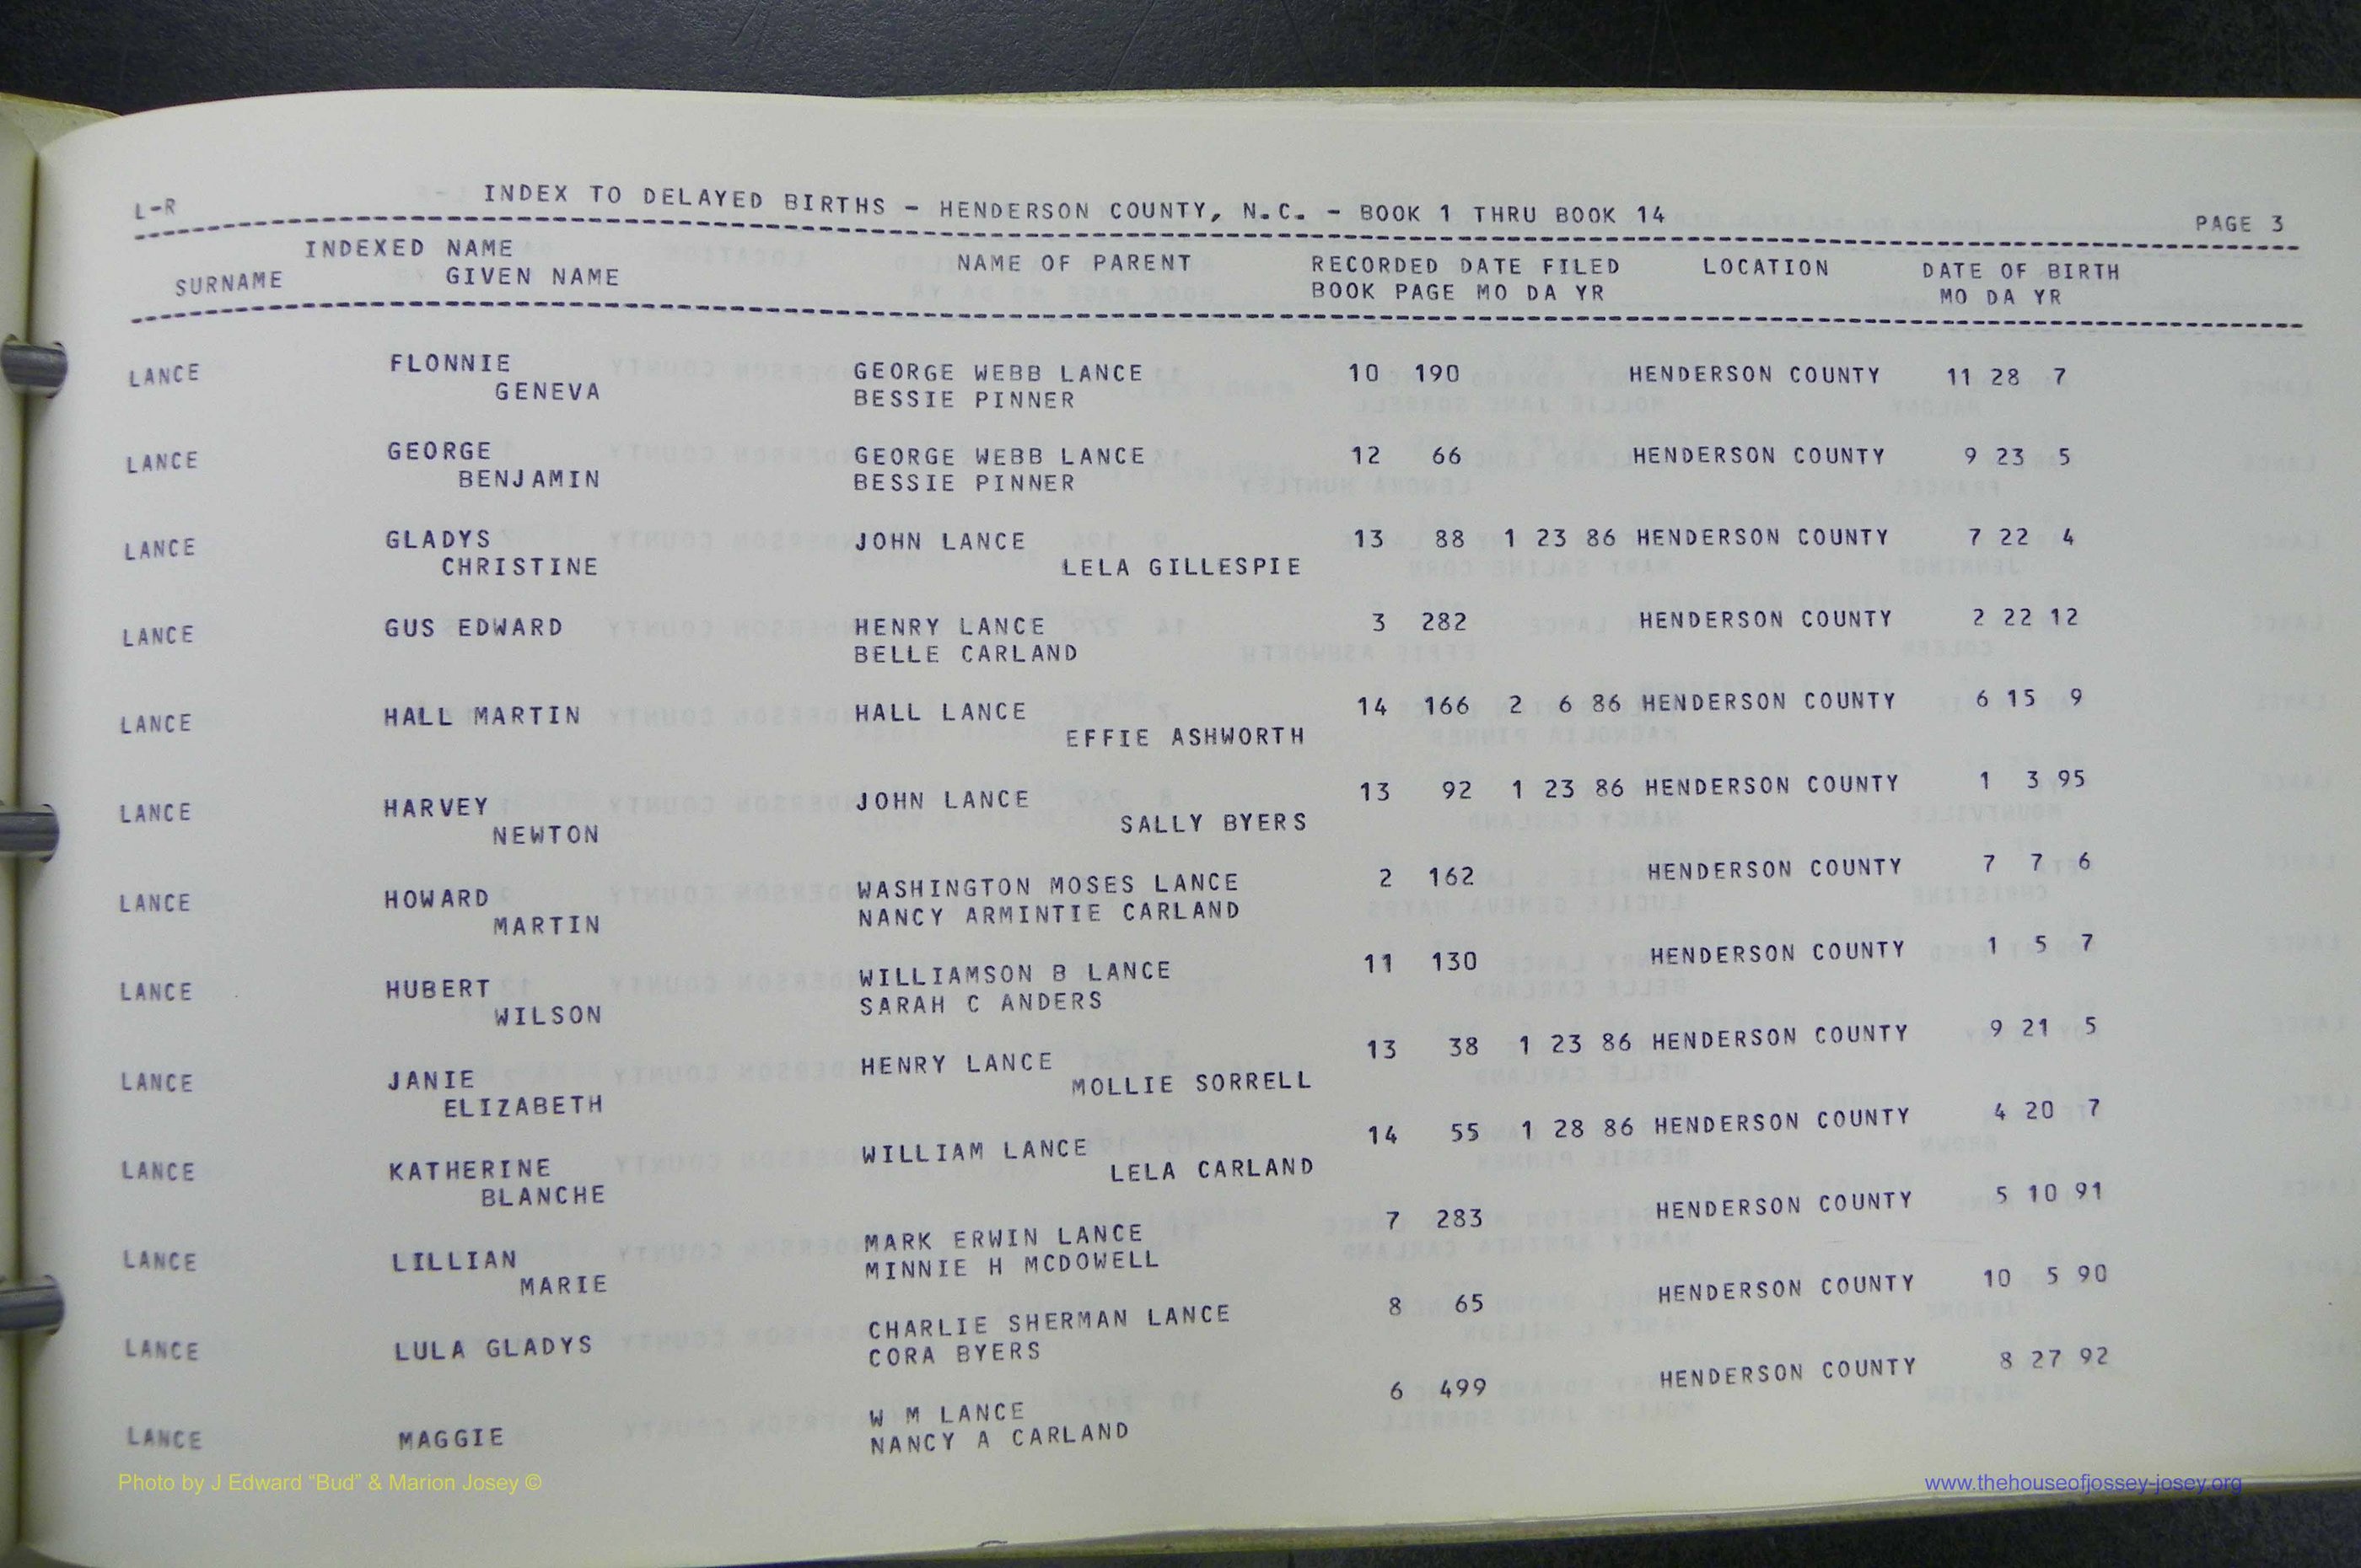 L-R INDEX TO DELAYED BIRTHS - HENDERSON COUNTY, N.C. - BOOK 1 THRU BOOK 14 PAGE 3
INDEXED NAME NAME OF PARENT RECORDED DATE FILED LOCATION DATE OF BIRTH
SURNAME GIVEN NAME BOOK PAGE MO DA YR MO DA YR
LANCE FLONNIE GEORGE WEBB LANCE 10 190 HENDERSON COUNTY 11 28 7
GENEVA BESSIE PINNER
LANCE GEORGE GEORGE WEBB LANCE 12 66 HENDERSON COUNTY 9 23 5
BENJAMIN BESSIE PINNER
LANCE GLADYS JOHN LANCE 13 88 1 23 86 HENDERSON COUNTY 7 22 4
CHRISTINE LELA GILLESPIE
LANCE GUS EDWARD HENRY LANCE 3 282 HENDERSON COUNTY 2 22 12
BELLE CARLAND
LANCE HALL MARTIN HALL LANCE 14 166 2 6 86 HENDERSON COUNTY 6 15 9
EFFIE ASHWORTH
LANCE HARVEY JOHN LANCE 13 92 1 23 86 HENDERSON COUNTY 1 3 95
NEWTON SALLY BYERS
LANCE HOWARD WASHINGTON MOSES LANCE 2 162 HENDERSON COUNTY 7 7 6
MARTIN NANCY ARMINTIE CARLAND
LANCE HUBERT WILLIAMSON B LANCE 11 130 HENDERSON COUNTY 1 5 7
WILSON SARAH C ANDERS
LANCE JANIE HENRY LANCE 13 38 1 23 86 HENDERSON COUNTY 9 21 5
ELIZABETH MOLLIE SORRELL
LANCE KATHERINE WILLIAM LANCE 14 55 1 28 86 HENDERSON COUNTY 4 20 7
BLANCHE LELA CARLAND
LANCE LILLIAN MARK ERWIN LANCE 7 283 HENDERSON COUNTY 5 10 91
MARIE MINNIE H MCDOWELL
LANCE LULA GLADYS CHARLIE SHERMAN LANCE 8 65 HENDERSON COUNTY 10 5 90
CORA BYERS
LANCE MAGGIE W M LANCE 6 499 HENDERSON COUNTY 8 27 92
NANCY A CARLAND
Photo by J Edward “Bud” & Marion Josey © www.thehouseofjossey-josey.org